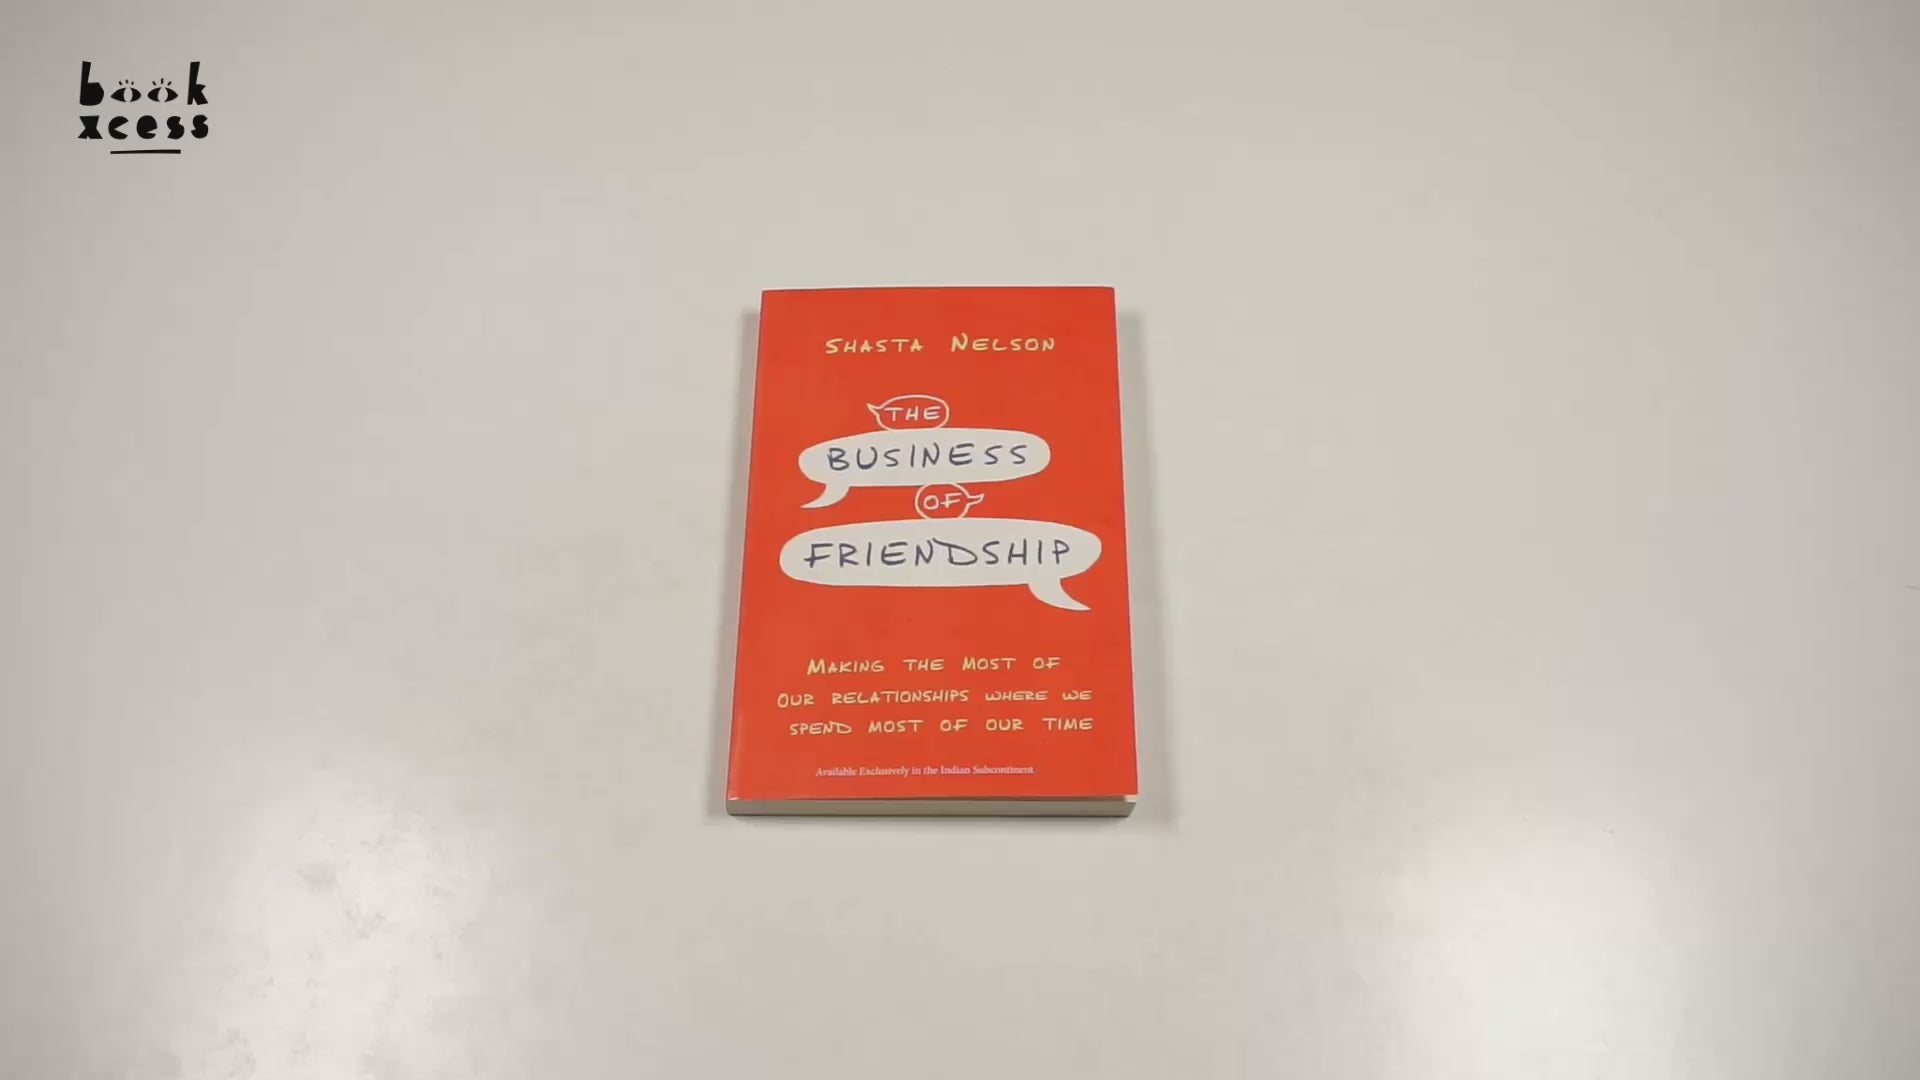 book
xcess
SHASTA NELSON
THE
BUSINESS
OF
FRIENDSHIP
MAKING THE MOST OF
OUR RELATIONSHIPS WHERE WE
SPEND MOST OF OUR TIME
Available Exclusively in the Indian Subcontinent